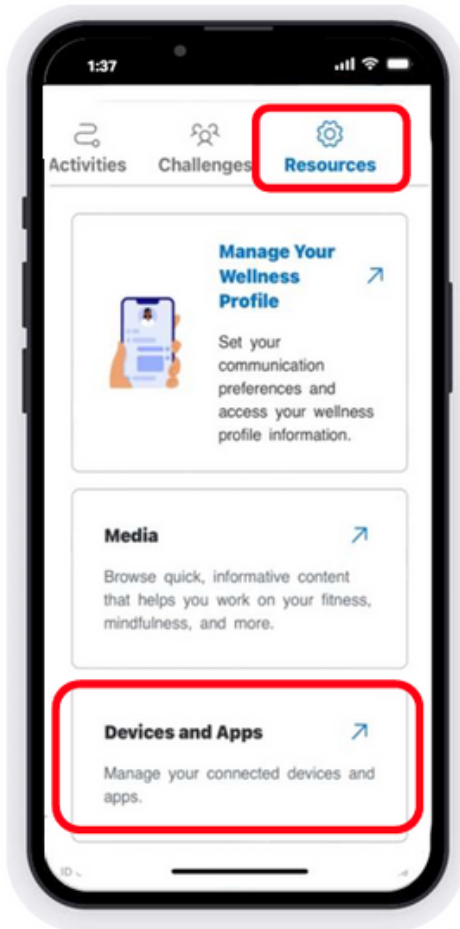 1:37
Activities Challenges Resources
Manage Your
Wellness
Profile
Set your
communication
preferences and
access your wellness
profile information.
Media
Browse quick, informative content
that helps you work on your fitness,
mindfulness, and more.
Devices and Apps
Manage your connected devices and
apps.
ID